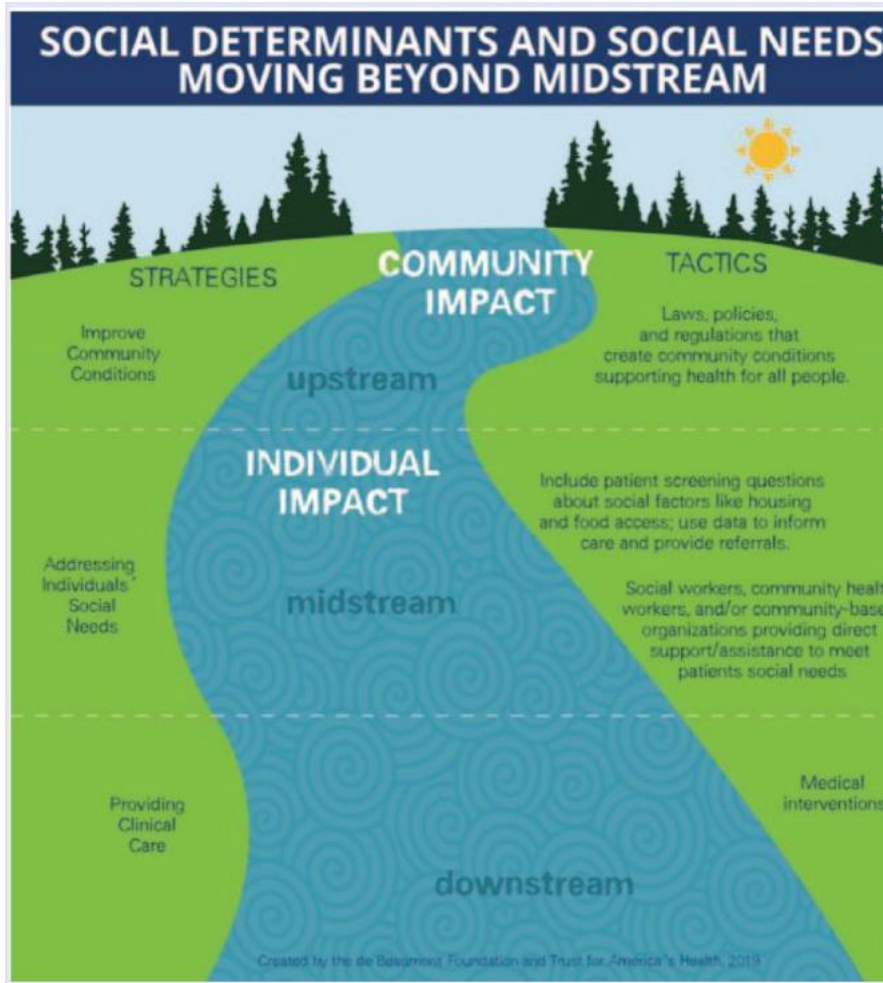 SOCIAL DETERMINANTS AND SOCIAL NEEDS
MOVING BEYOND MIDSTREAM
STRATEGIES
COMMUNITY
IMPACT
TACTICS
Improve
Community
Conditions
upstream
Laws, policies,
and regulations that
create community conditions
supporting health for all people.
INDIVIDUAL
IMPACT
Addressing
Individuals'
Social
Needs
midstream
Include patient screening questions
about social factors like housing
and food access; use data to inform
care and provide referrals.
Social workers, community healt
workers, and/or community-base
organizations providing direct
support/assistance to meet
patients social needs
Providing
Clinical
Care
downstream
Medical
interventions
Created by the de Beaumont Foundation and Trust for America's Health, 2019